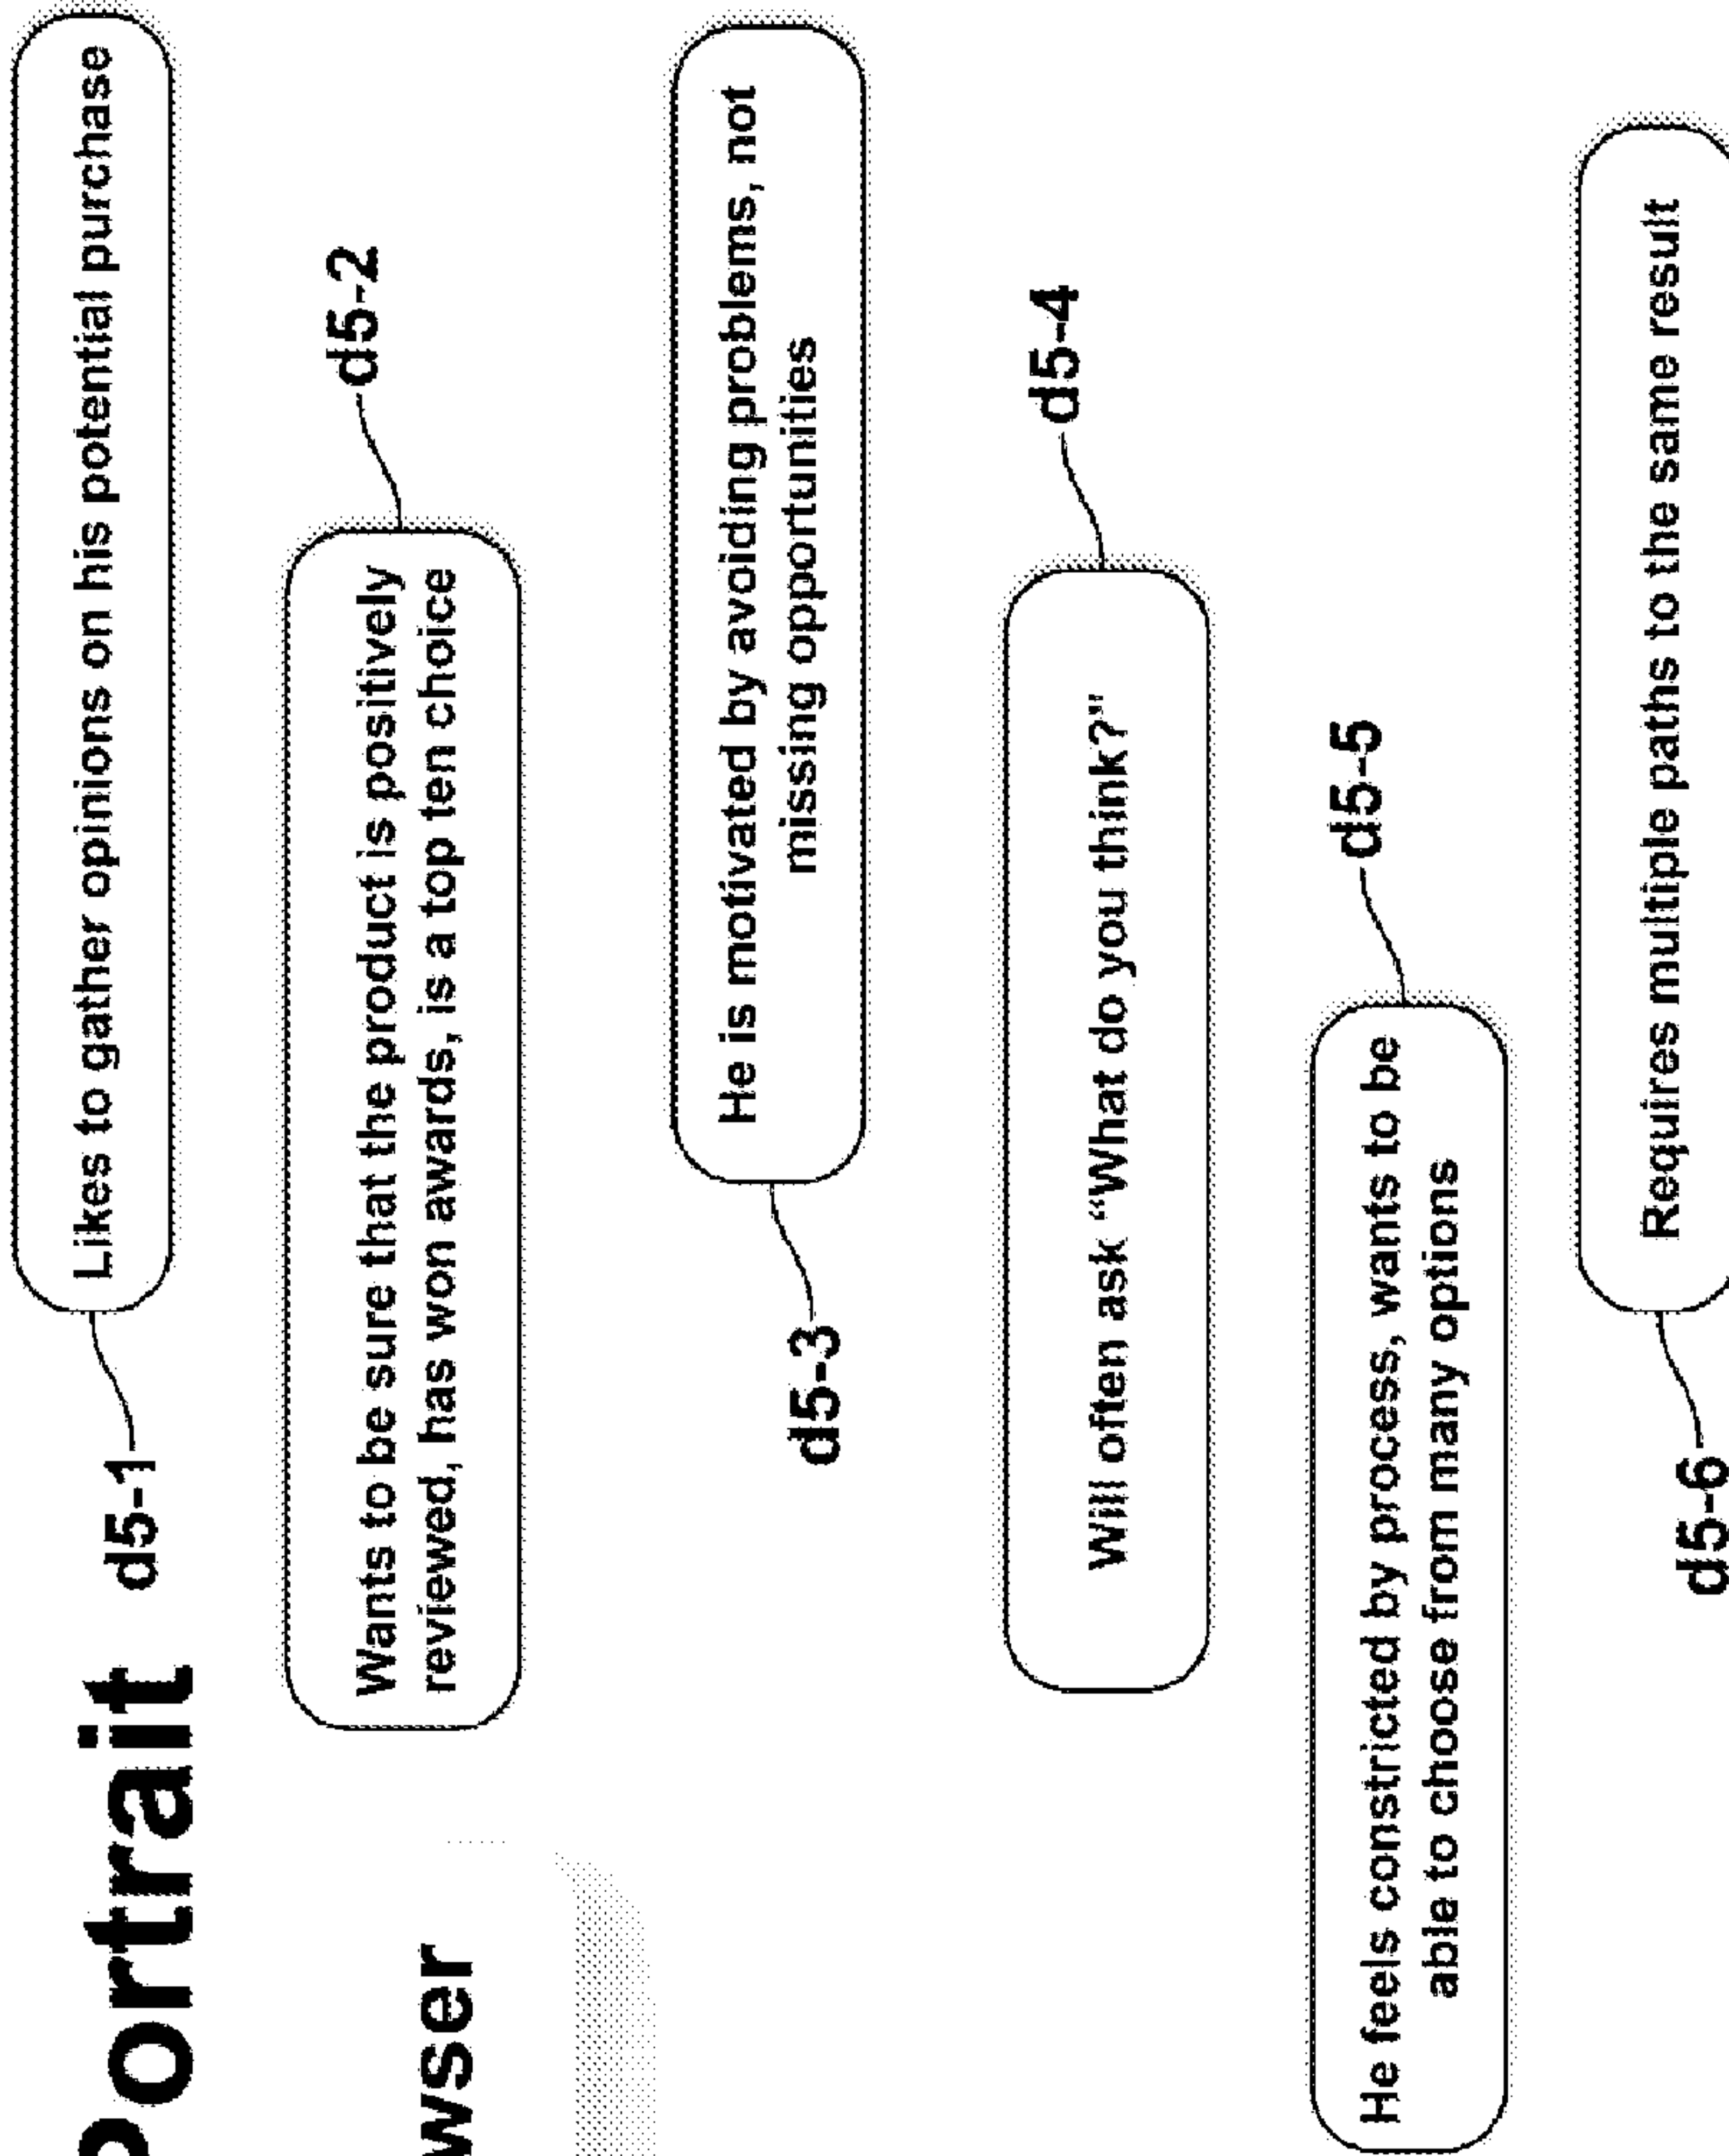 Portrait
d5-1
Likes to gather opinions on his potential purchase
d5-2
Wants to be sure that the product is positively
reviewed, has won awards, is a top ten choice
d5-3
He is motivated by avoiding problems, not
missing opportunities
d5-4
Will often ask “What do you think?"
d5-5
He feels constricted by process, wants to be
able to choose from many options
d5-6
Requires multiple paths to the same result
wser